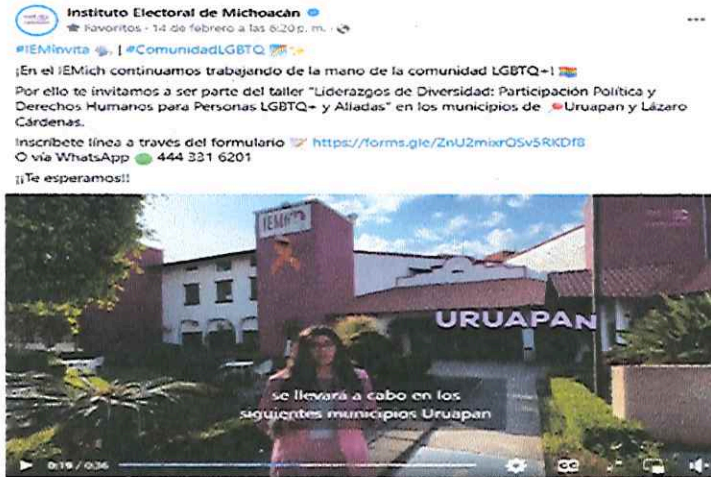 Instituto Electoral de Michoacán
Favoritos · 14 de febrero a las 6:20 p. m. ·
#IEMinvita | #ComunidadLGBTQ
¡En el IEMich continuamos trabajando de la mano de la comunidad LGBTQ+!
Por ello te invitamos a ser parte del taller "Liderazgos de Diversidad: Participación Política y
Derechos Humanos para Personas LGBTQ+ y Aliadas" en los municipios de Uruapan y Lázaro
Cárdenas.
Inscríbete línea a través del formulario https://forms.gle/ZnU2mixrQSv5RKDf8
O vía WhatsApp 444 331 6201
¡¡Te esperamos!!
IEM
URUAPAN
se llevará a cabo en los
siguientes municipios Uruapan
0:19 / 0:36
CC